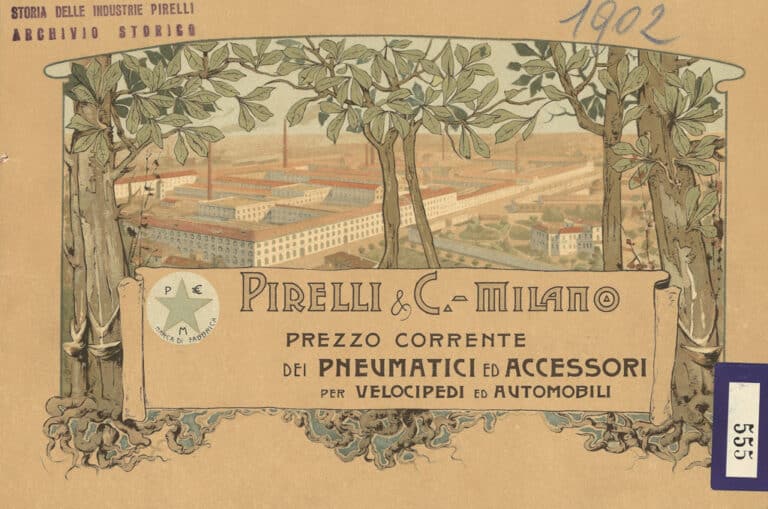 STORIA DELLE INDUSTRIE PIRELLI
ARCHIVIO STORICO
1902
PIRELLI & C. - MILANO
P €
M
MARCA DI FABBRICA
PREZZO CORRENTE
DEI PNEUMATICI ED ACCESSORI
PER VELOCIPEDI ED AUTOMOBILI
555